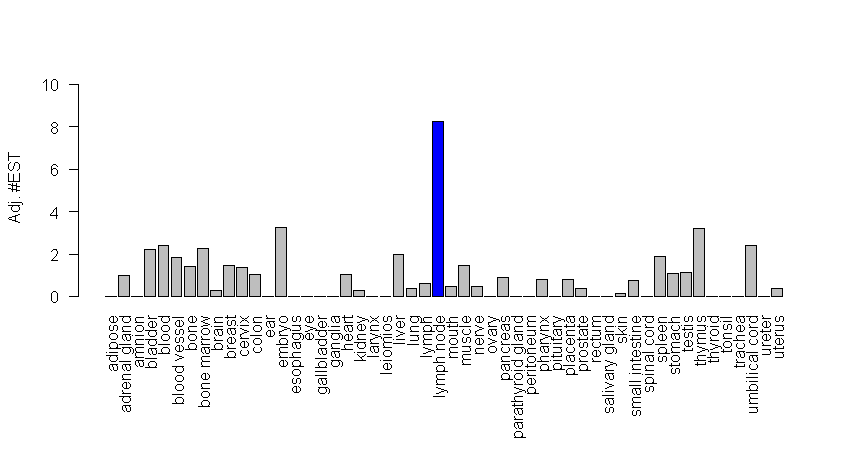 10
8
6
4
2
0
Adj. #EST
adipose
adrenal gland
amnion
bladder
blood
blood vessel
bone
bone marrow
brain
breast
cervix
colon
ear
embryo
esophagus
eye
gallbladder
ganglia
heart
kidney
larynx
leiomios
liver
lung
lymph
lymph node
mouth
muscle
nerve
ovary
pancreas
parathyroid gland
peritoneum
pharynx
pituitary
placenta
prostate
rectum
salivary gland
skin
small intestine
spinal cord
spleen
stomach
testis
thymus
thyroid
tonsil
trachea
umbilical cord
ureter
uterus